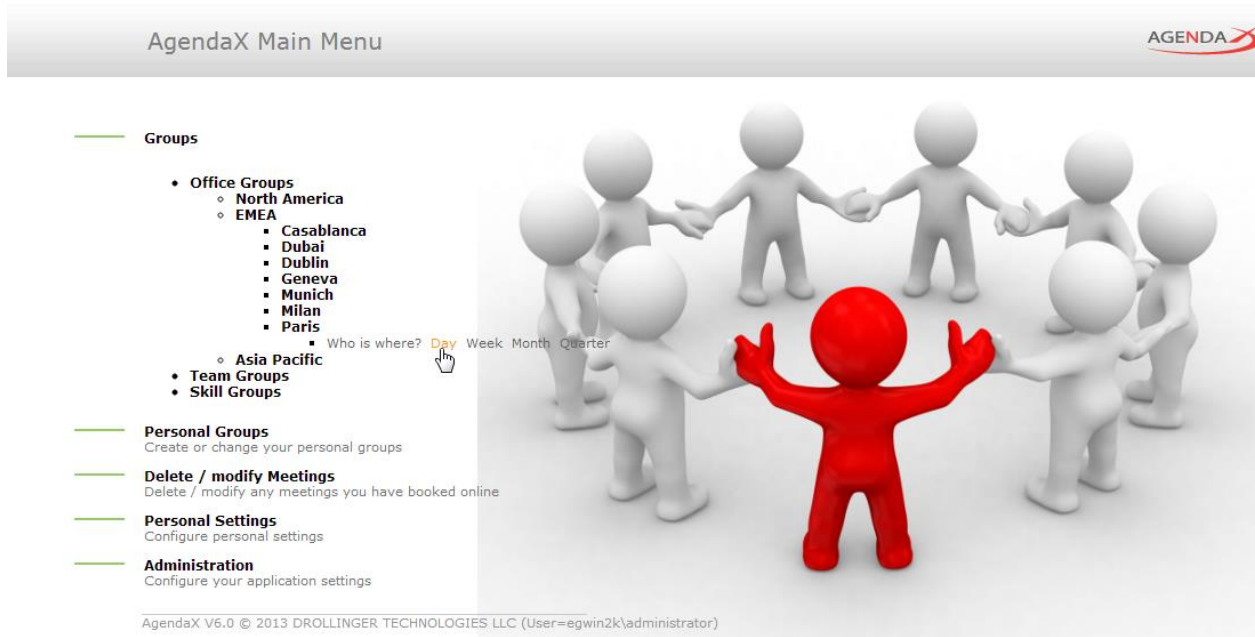 AgendaX Main Menu
AGENDAX
Groups
Office Groups
North America
EMEA
Casablanca
Dubai
Dublin
Geneva
Munich
Milan
Paris
Who is where? Day Week Month Quarter
Asia Pacific
Team Groups
Skill Groups
Personal Groups
Create or change your personal groups
Delete / modify Meetings
Delete / modify any meetings you have booked online
Personal Settings
Configure personal settings
Administration
Configure your application settings
AgendaX V6.0 © 2013 DROLLINGER TECHNOLOGIES LLC (User=egwin2k\administrator)